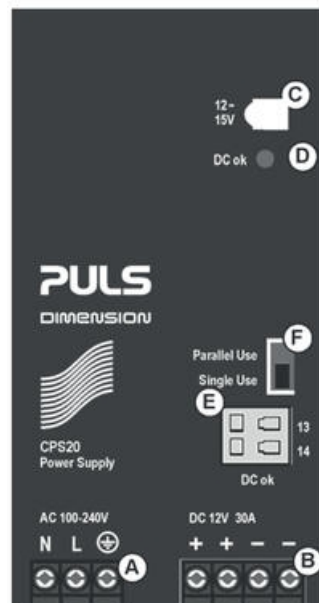 C
12–
15V
DC ok D
PULS
DIMENSION
F
Parallel Use
Single Use
E
13
14
DC ok
CPS20
Power Supply
AC 100-240V
N L
A
DC 12V 30A
+ + – –
B